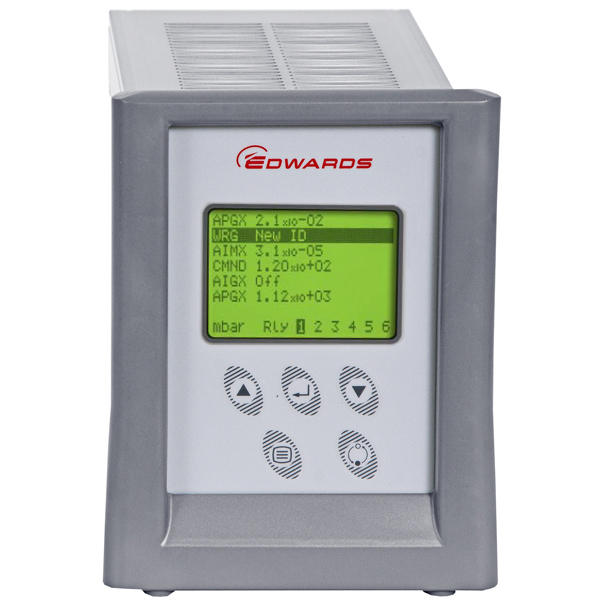 EDWARDS
APGX 2.1x10-02
WRG New ID
AIMX 3.1x10-05
CMND 1.20x10+02
AIGX Off
APGX 1.12x10+03
mbar Rly 1 2 3 4 5 6